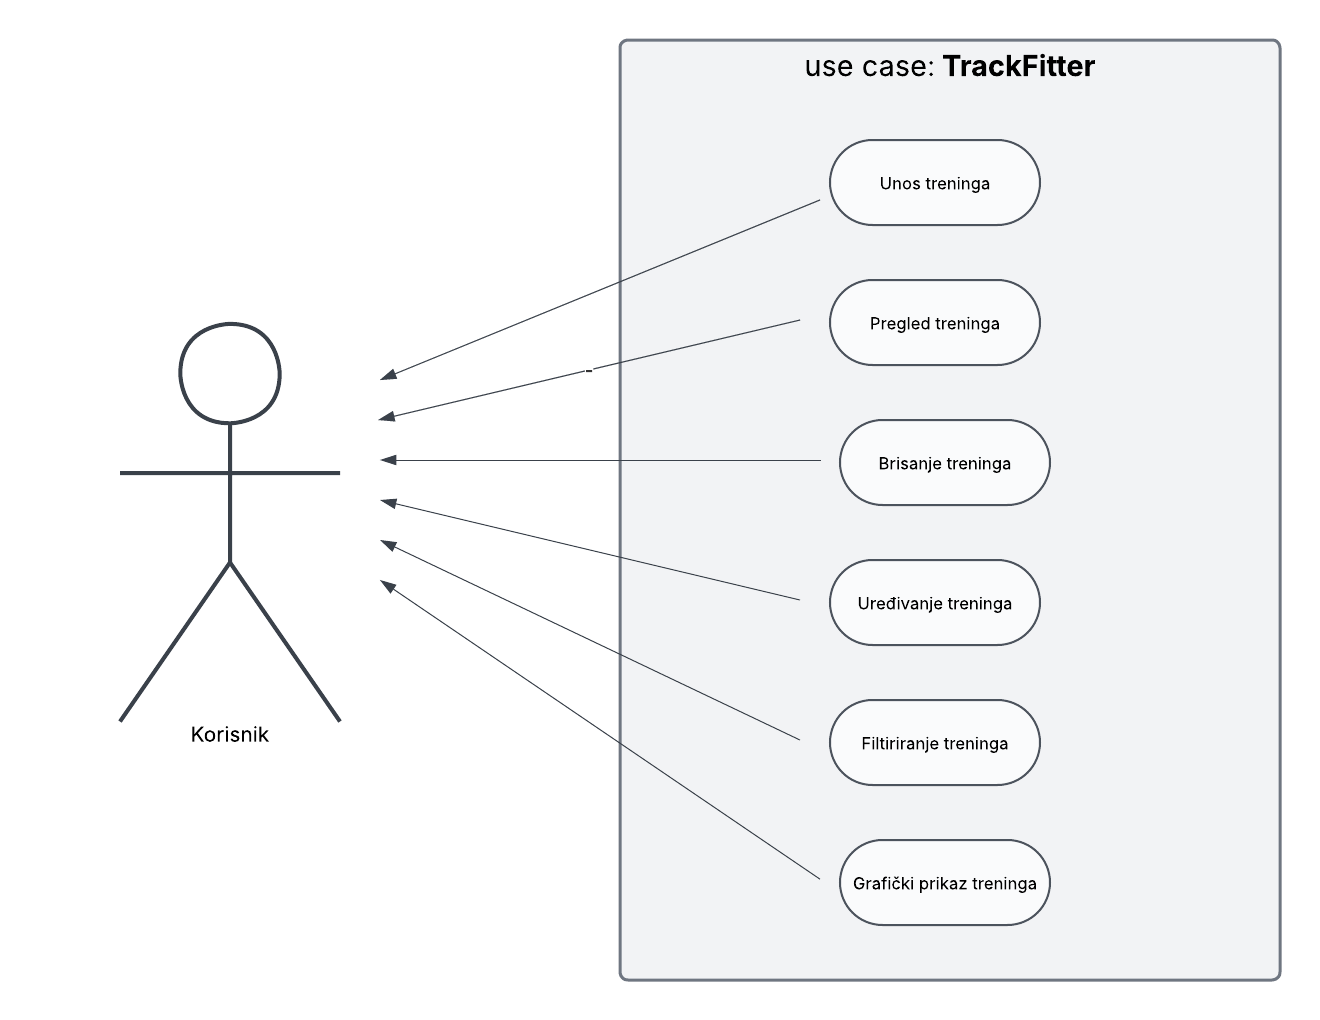 use case: TrackFitter
Unos treninga
Pregled treninga
-
Brisanje treninga
Uređivanje treninga
Filtiriranje treninga
Grafički prikaz treninga
Korisnik